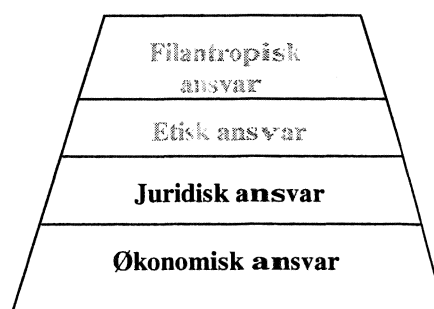 Filantropisk
ansvar
Etisk ansvar
Juridisk ansvar
Økonomisk ansvar